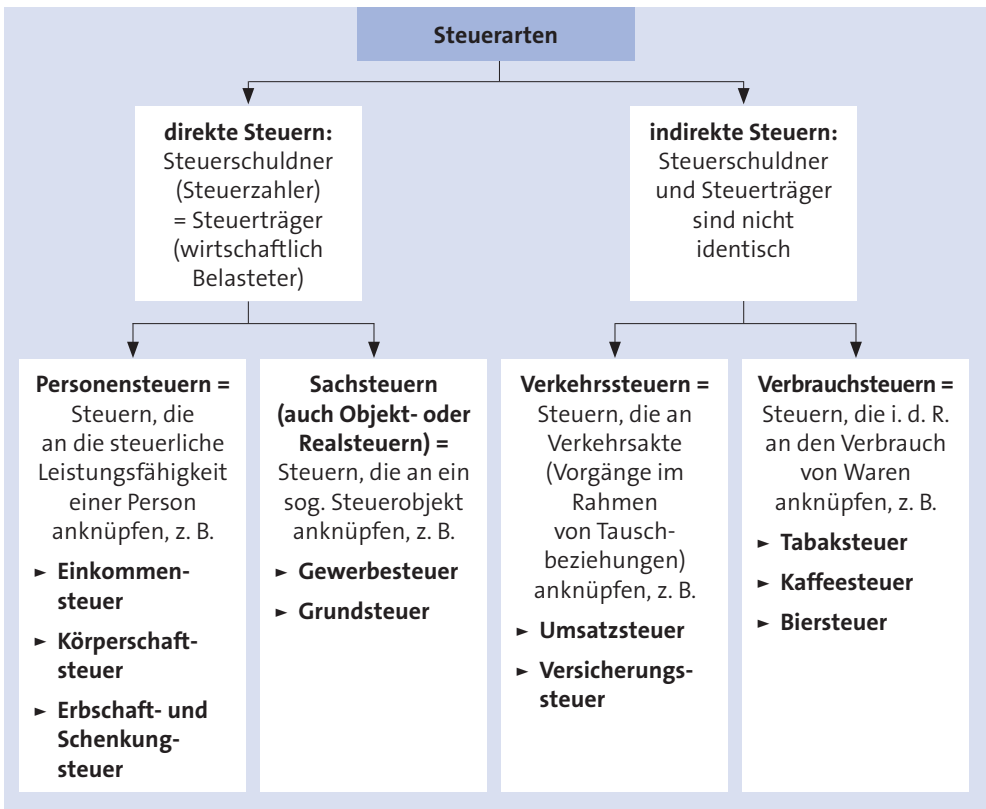 Steuerarten
direkte Steuern:
Steuerschuldner
(Steuerzahler)
= Steuerträger
(wirtschaftlich
Belasteter)
indirekte Steuern:
Steuerschuldner
und Steuerträger
sind nicht
identisch
Personensteuern =
Steuern, die
an die steuerliche
Leistungsfähigkeit
einer Person
anknüpfen, z. B.
► Einkommen-
steuer
► Körperschaft-
steuer
► Erbschaft- und
Schenkung-
steuer
Sachsteuern
(auch Objekt- oder
Realsteuern) =
Steuern, die an ein
sog. Steuerobjekt
anknüpfen, z. B.
► Gewerbesteuer
► Grundsteuer
Verkehrssteuern =
Steuern, die an
Verkehrsakte
(Vorgänge im
Rahmen
von Tausch-
beziehungen)
anknüpfen, z. B.
► Umsatzsteuer
► Versicherungs-
steuer
Verbrauchsteuern =
Steuern, die i. d. R.
an den Verbrauch
von Waren
anknüpfen, z. B.
► Tabaksteuer
► Kaffeesteuer
► Biersteuer